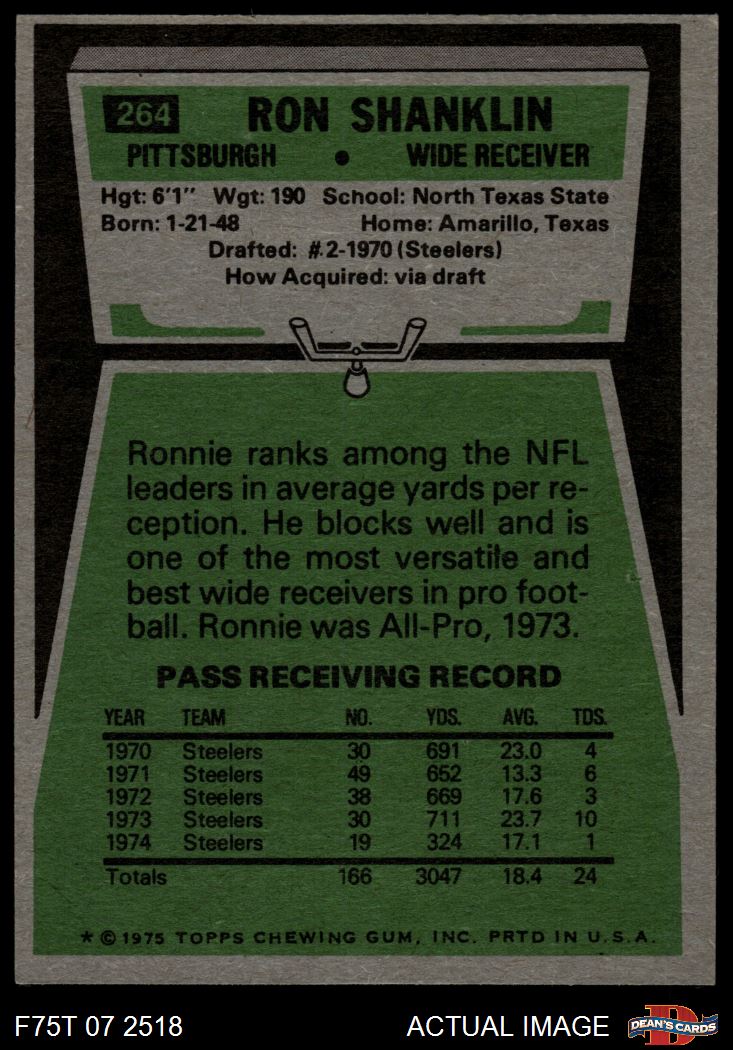 264 RON SHANKLIN
PITTSBURGH • WIDE RECEIVER
Hgt: 6'1" Wgt: 190 School: North Texas State
Born: 1-21-48 Home: Amarillo, Texas
Drafted: #2-1970 (Steelers)
How Acquired: via draft
Ronnie ranks among the NFL
leaders in average yards per re-
ception. He blocks well and is
one of the most versatile and
best wide receivers in pro foot-
ball. Ronnie was All-Pro, 1973.
PASS RECEIVING RECORD
YEAR TEAM NO. YDS. AVG. TDS.
1970 Steelers 30 691 23.0 4
1971 Steelers 49 652 13.3 6
1972 Steelers 38 669 17.6 3
1973 Steelers 30 711 23.7 10
1974 Steelers 19 324 17.1 1
Totals 166 3047 18.4 24
* © 1975 TOPPS CHEWING GUM, INC. PRTD IN U.S.A.
F75T 07 2518 ACTUAL IMAGE DEAN'S CARDS